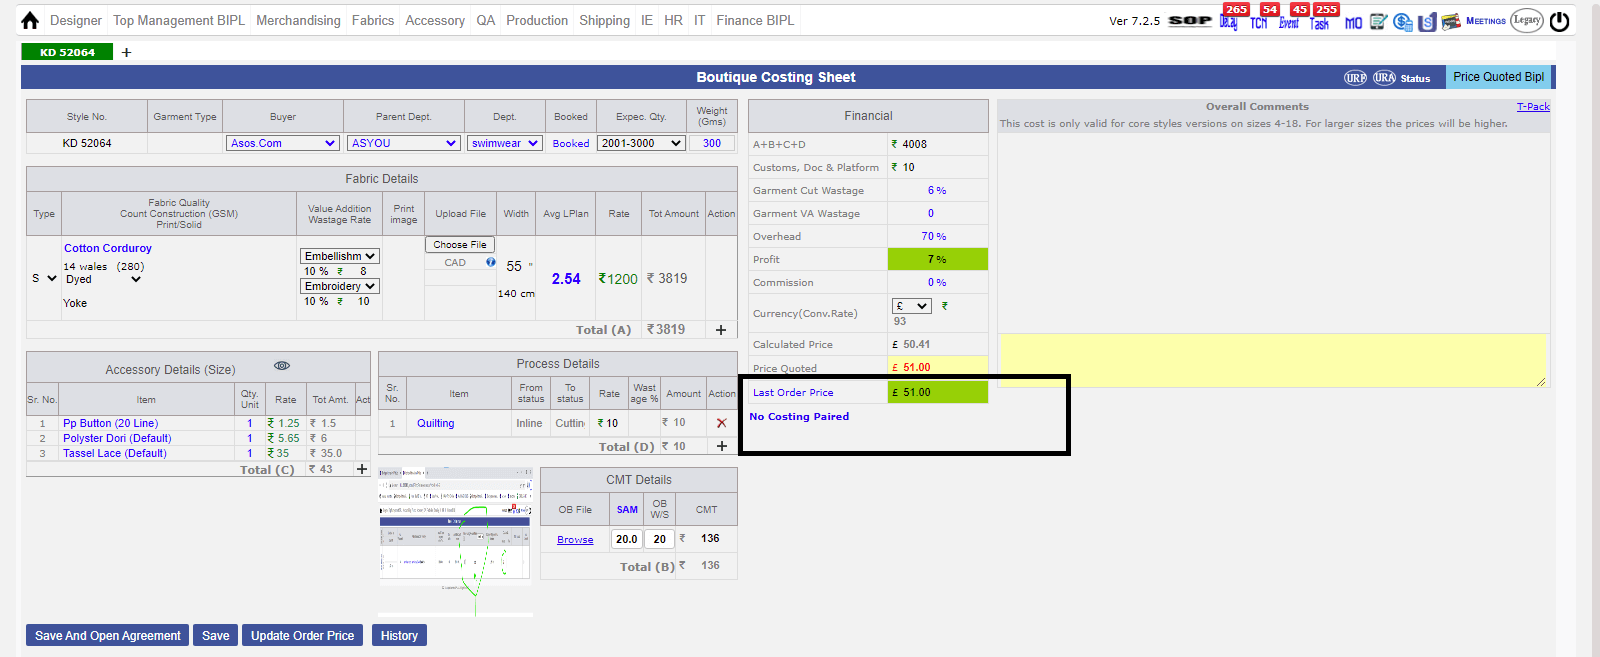 Designer Top Management BIPL Merchandising Fabrics Accessory QA Production Shipping IE HR IT Finance BIPL Ver 7.2.5 SOP 265 Delay 54 TCN 45 Event 255 Task MO MEETINGS Legacy
KD 52064 +
Boutique Costing Sheet URF URA Status Price Quoted Bipl
Style No. Garment Type Buyer Parent Dept. Dept. Booked Expec. Qty. Weight (Gms)
KD 52064 Asos.Com ASYOU swimwear Booked 2001-3000 300
Fabric Details
Type Fabric Quality Count Construction (GSM) Print/Solid Value Addition Wastage Rate Print image Upload File Width Avg LPlan Rate Tot Amount Action
S Cotton Corduroy
14 wales (280)
Dyed
Yoke
Embellishm
10 % ₹ 8
Embroidery
10 % ₹ 10
Choose File
CAD
55 "
140 cm
2.54 ₹1200 ₹ 3819
Total (A) ₹3819 +
Accessory Details (Size)
Sr. No. Item Qty. Unit Rate Tot Amt. Act
1 Pp Button (20 Line) 1 ₹ 1.25 ₹ 1.5
2 Polyster Dori (Default) 1 ₹ 5.65 ₹ 6
3 Tassel Lace (Default) 1 ₹35 ₹ 35.0
Total (C) ₹ 43 +
Process Details
Sr. No. Item From status To status Rate Wast age % Amount Action
1 Quilting Inline Cuttin ₹ 10 ₹ 10
Total (D) ₹ 10 +
CMT Details
OB File SAM OB W/S CMT
Browse 20.0 20 ₹ 136
Total (B) ₹ 136
Financial
A+B+C+D ₹ 4008
Customs, Doc & Platform ₹ 10
Garment Cut Wastage 6 %
Garment VA Wastage 0
Overhead 70 %
Profit 7 %
Commission 0 %
Currency(Conv.Rate) £ ₹
93
Calculated Price £ 50.41
Price Quoted £ 51.00
Last Order Price £ 51.00
No Costing Paired
Overall Comments T-Pack
This cost is only valid for core styles versions on sizes 4-18. For larger sizes the prices will be higher.
Save And Open Agreement Save Update Order Price History